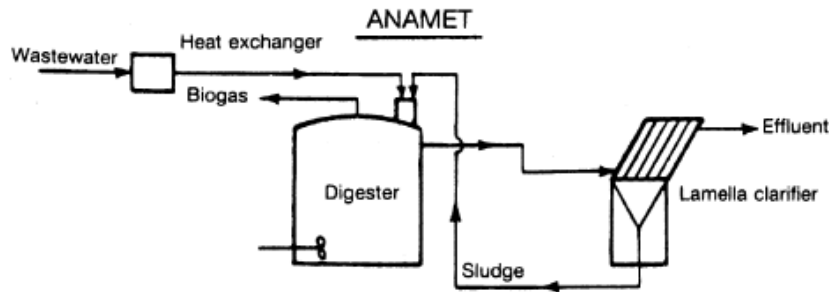 ANAMET
Heat exchanger
Wastewater
Biogas
Effluent
Digester
Lamella clarifier
Sludge